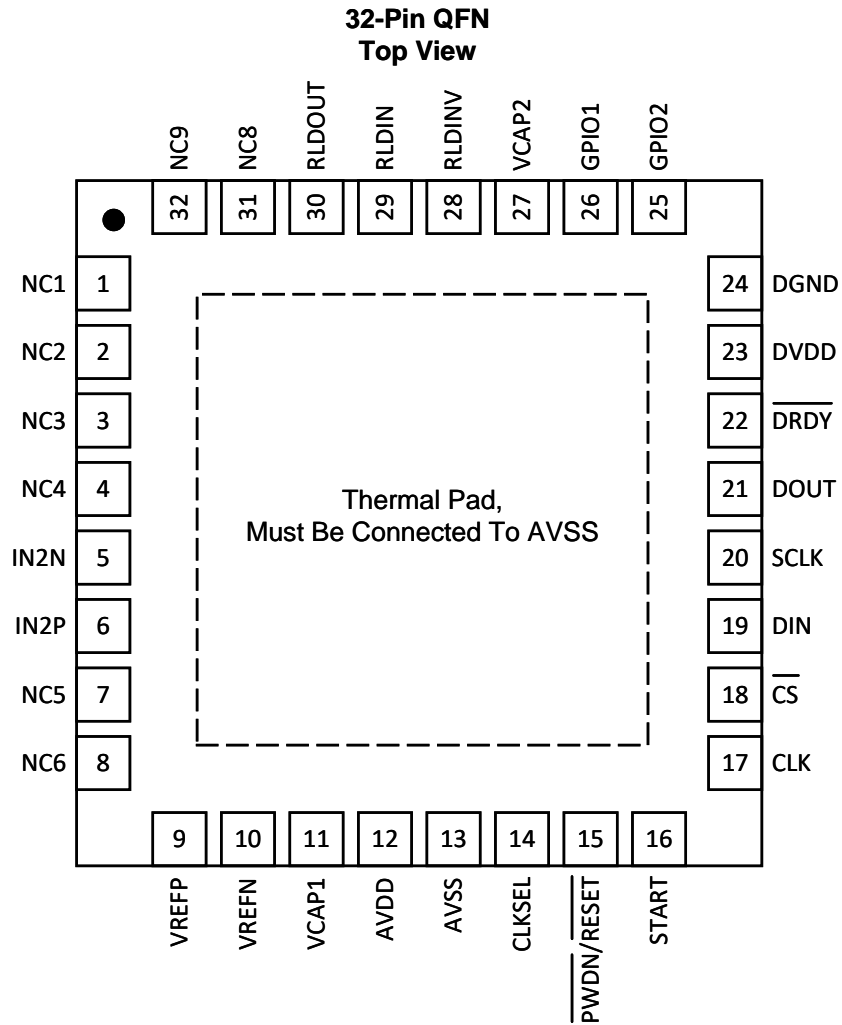 32-Pin QFN
Top View
NC9
NC8
RLDOUT
RLDIN
RLDINV
VCAP2
GPIO1
GPIO2
32
31
30
29
28
27
26
25
NC1 1
24 DGND
NC2 2
23 DVDD
NC3 3
22 DRDY
NC4 4
21 DOUT
Thermal Pad,
Must Be Connected To AVSS
IN2N 5
20 SCLK
IN2P 6
19 DIN
NC5 7
18 CS
NC6 8
17 CLK
9
10
11
12
13
14
15
16
VREFP
VREFN
VCAP1
AVDD
AVSS
CLKSEL
PWDN/RESET
START